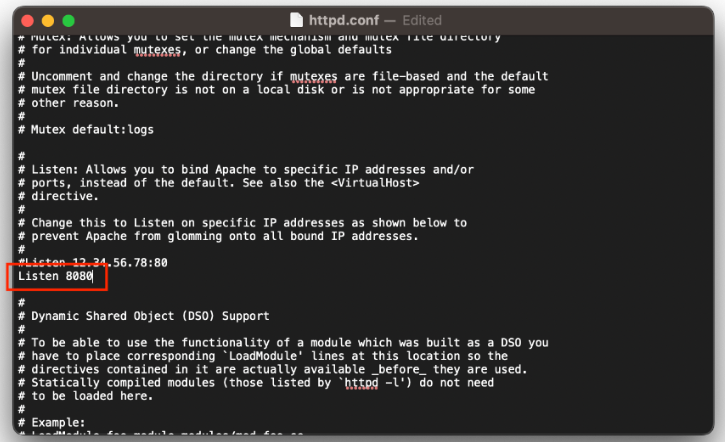 httpd.conf — Edited
# Mutex: Allows you to set the mutex mechanism and mutex file directory
# for individual mutexes, or change the global defaults
#
# Uncomment and change the directory if mutexes are file-based and the default
# mutex file directory is not on a local disk or is not appropriate for some
# other reason.
#
# Mutex default:logs
#
# Listen: Allows you to bind Apache to specific IP addresses and/or
# ports, instead of the default. See also the <VirtualHost>
# directive.
#
# Change this to Listen on specific IP addresses as shown below to
# prevent Apache from glomming onto all bound IP addresses.
#
#Listen 12.34.56.78:80
Listen 8080
#
# Dynamic Shared Object (DSO) Support
#
# To be able to use the functionality of a module which was built as a DSO you
# have to place corresponding `LoadModule' lines at this location so the
# directives contained in it are actually available _before_ they are used.
# Statically compiled modules (those listed by `httpd -l') do not need
# to be loaded here.
#
# Example:
# LoadModule foo_module modules/mod_foo.so